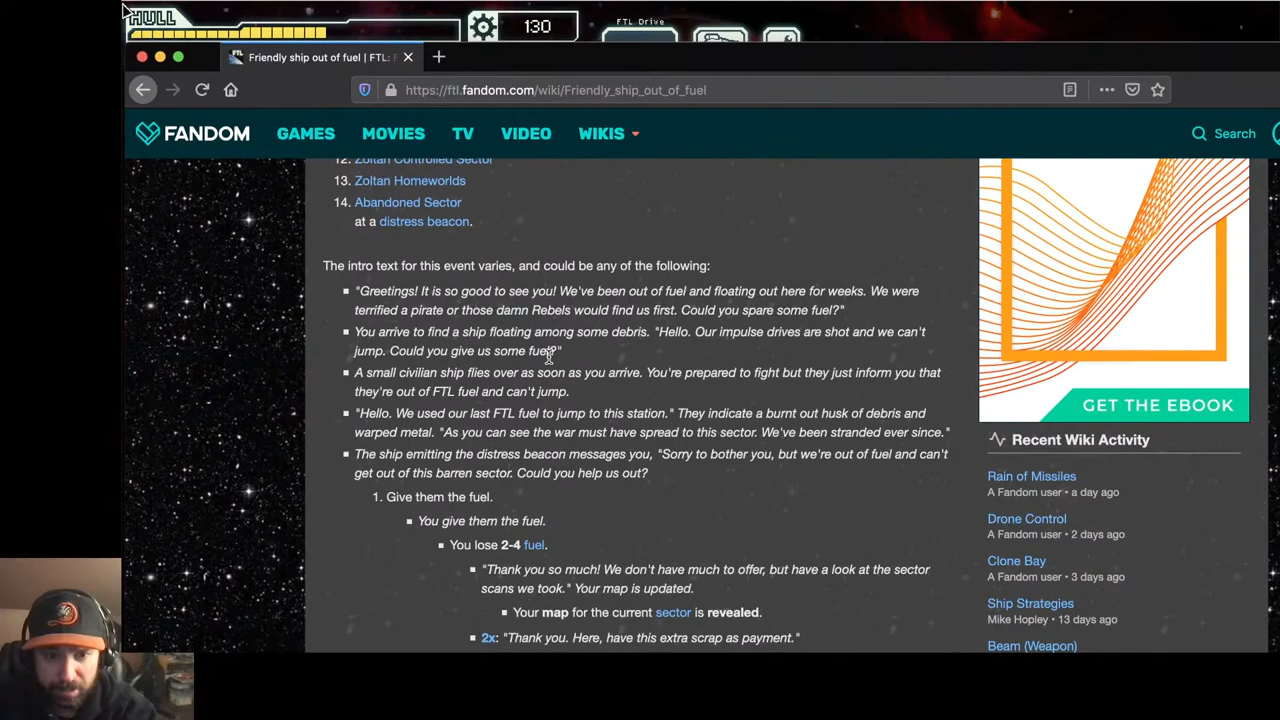 HULL
130
FTL Drive
Friendly ship out of fuel | FTL: F
https://ftl.fandom.com/wiki/Friendly_ship_out_of_fuel
FANDOM GAMES MOVIES TV VIDEO WIKIS Search
12. Zoltan Controlled Sector
13. Zoltan Homeworlds
14. Abandoned Sector
at a distress beacon.
The intro text for this event varies, and could be any of the following:
"Greetings! It is so good to see you! We've been out of fuel and floating out here for weeks. We were
terrified a pirate or those damn Rebels would find us first. Could you spare some fuel?"
You arrive to find a ship floating among some debris. "Hello. Our impulse drives are shot and we can't
jump. Could you give us some fuel?"
A small civilian ship flies over as soon as you arrive. You're prepared to fight but they just inform you that
they're out of FTL fuel and can't jump.
"Hello. We used our last FTL fuel to jump to this station." They indicate a burnt out husk of debris and
warped metal. "As you can see the war must have spread to this sector. We've been stranded ever since."
The ship emitting the distress beacon messages you, "Sorry to bother you, but we're out of fuel and can't
get out of this barren sector. Could you help us out?
1. Give them the fuel.
You give them the fuel.
You lose 2-4 fuel.
"Thank you so much! We don't have much to offer, but have a look at the sector
scans we took." Your map is updated.
Your map for the current sector is revealed.
2x: "Thank you. Here, have this extra scrap as payment."
GET THE EBOOK
Recent Wiki Activity
Rain of Missiles
A Fandom user • a day ago
Drone Control
A Fandom user • 2 days ago
Clone Bay
A Fandom user • 3 days ago
Ship Strategies
Mike Hopley • 13 days ago
Beam (Weapon)